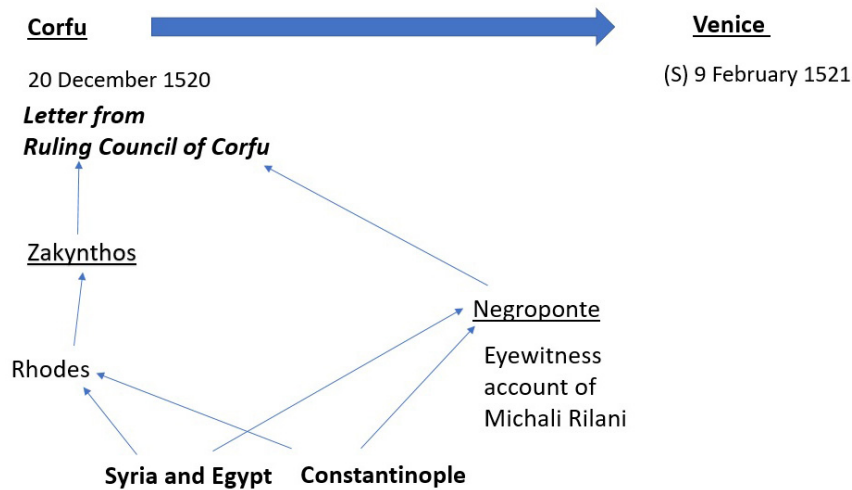 Corfu
Venice
20 December 1520
(S) 9 February 1521
Letter from
Ruling Council of Corfu
Zakynthos
Negroponte
Rhodes
Eyewitness
account of
Michali Rilani
Syria and Egypt
Constantinople